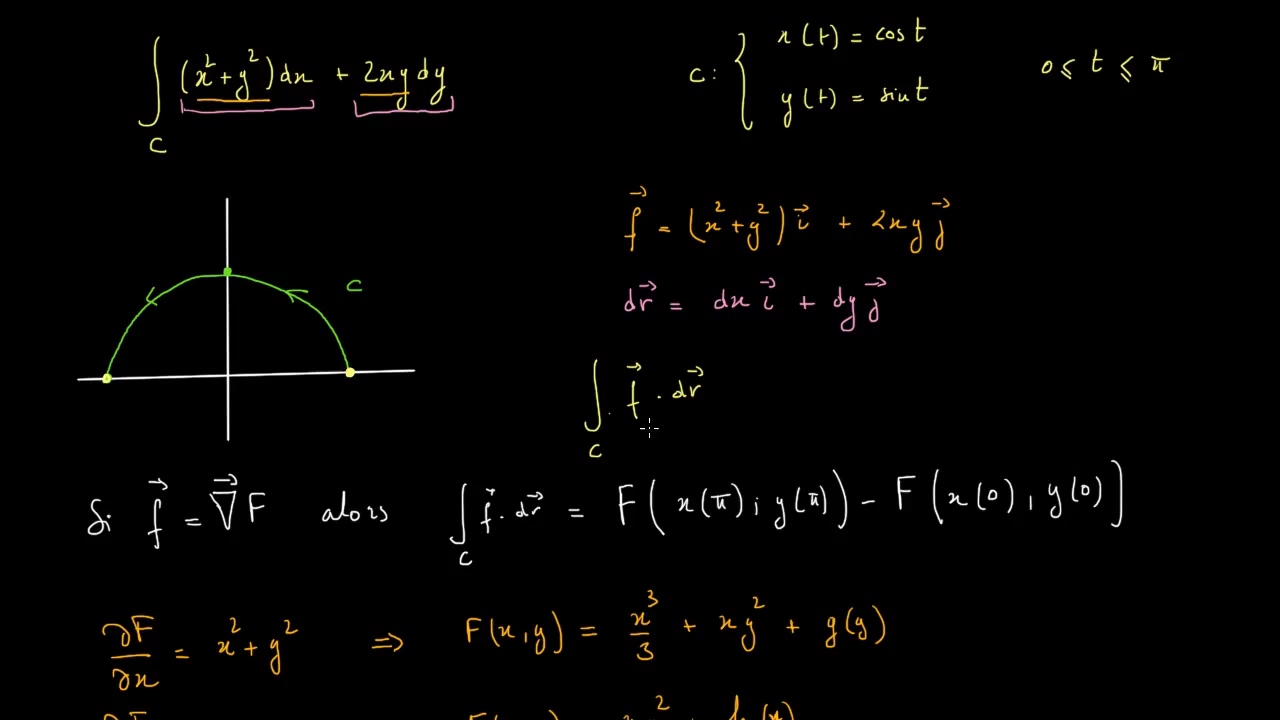 ∫_C (x² + y²) dx + 2xy dy
C : { x(t) = cos t
y(t) = sin t
0 ⩽ t ⩽ π
C
f⃗ = (x² + y²) i⃗ + 2xy j⃗
dr⃗ = dx i⃗ + dy j⃗
∫_C f⃗ · dr⃗
Si f⃗ = ∇⃗F alors ∫_C f⃗ · dr⃗ = F(x(π) ; y(π)) − F(x(0) , y(0))
∂F/∂x = x² + y² ⇒ F(x,y) = x³/3 + xy² + g(y)